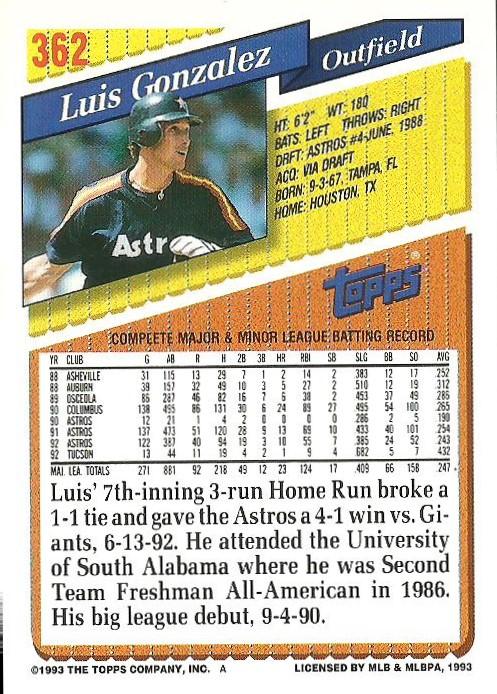 362
Luis Gonzalez
Outfield
HT: 6'2" WT: 180
BATS: LEFT THROWS: RIGHT
DRFT: ASTROS #4-JUNE, 1988
ACQ: VIA DRAFT
BORN: 9-3-67, TAMPA, FL
HOME: HOUSTON, TX
Astr
TOPPS®
COMPLETE MAJOR & MINOR LEAGUE BATTING RECORD
YR CLUB G AB R H 2B 3B HR RBI SB SLG BB SO AVG
88 ASHEVILLE 31 115 13 29 7 1 2 14 2 .383 12 17 .252
88 AUBURN 39 157 32 49 10 3 5 27 2 .510 12 19 .312
89 OSCEOLA 86 287 46 82 16 7 6 38 2 .453 37 49 .286
90 COLUMBUS 138 495 86 131 30 6 24 89 27 .495 54 100 .265
90 ASTROS 12 21 1 4 2 0 0 0 0 .286 2 5 .190
91 ASTROS 137 473 51 120 28 9 13 69 10 .433 40 101 .254
92 ASTROS 122 387 40 94 19 3 10 55 7 .385 24 52 .243
92 TUCSON 13 44 11 19 4 2 1 9 4 .682 5 7 .432
MAJ. LEA. TOTALS 271 881 92 218 49 12 23 124 17 .409 66 158 .247
Luis' 7th-inning 3-run Home Run broke a
1-1 tie and gave the Astros a 4-1 win vs. Gi-
ants, 6-13-92. He attended the University
of South Alabama where he was Second
Team Freshman All-American in 1986.
His big league debut, 9-4-90.
©1993 THE TOPPS COMPANY, INC. A
LICENSED BY MLB & MLBPA, 1993